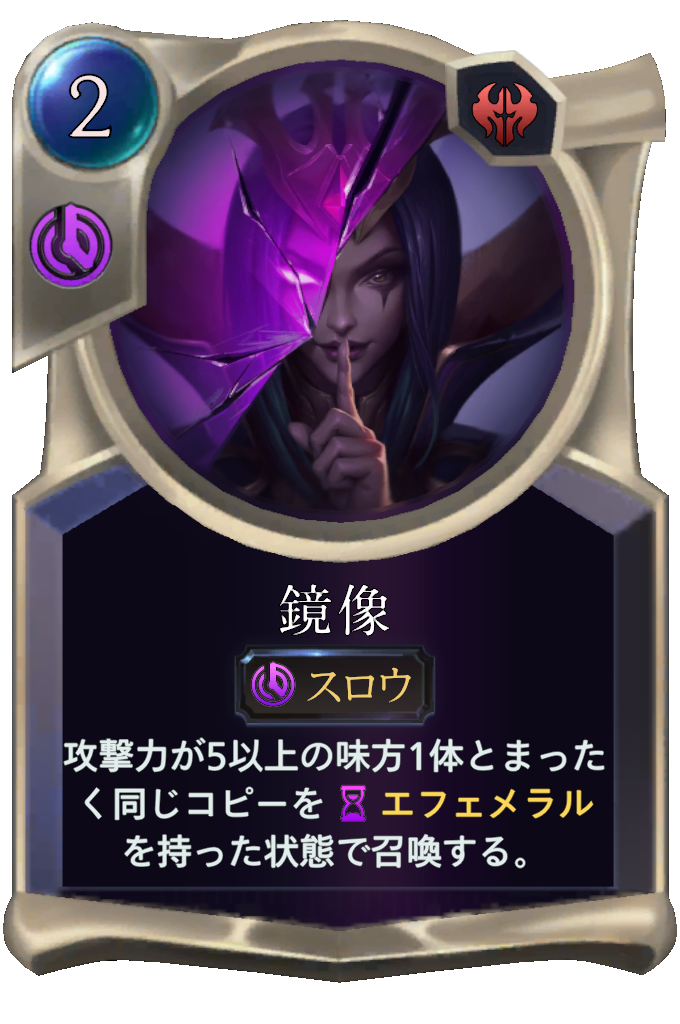 2
鏡像
スロウ
攻撃力が5以上の味方1体とまった
く同じコピーを エフェメラル
を持った状態で召喚する。